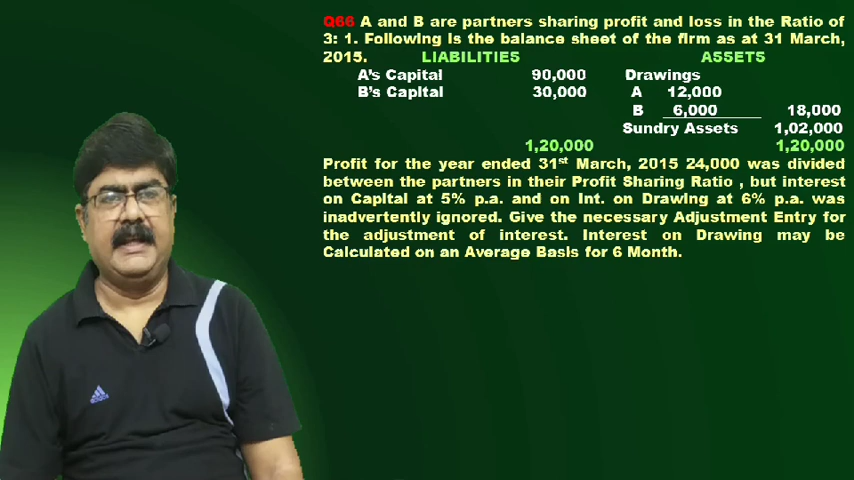 Q66 A and B are partners sharing profit and loss in the Ratio of
3: 1. Following is the balance sheet of the firm as at 31 March,
2015. LIABILITIES ASSETS
A's Capital 90,000 Drawings
B's Capital 30,000 A 12,000
B 6,000 18,000
Sundry Assets 1,02,000
1,20,000 1,20,000
Profit for the year ended 31st March, 2015 24,000 was divided
between the partners in their Profit Sharing Ratio , but interest
on Capital at 5% p.a. and on Int. on Drawing at 6% p.a. was
inadvertently ignored. Give the necessary Adjustment Entry for
the adjustment of interest. Interest on Drawing may be
Calculated on an Average Basis for 6 Month.